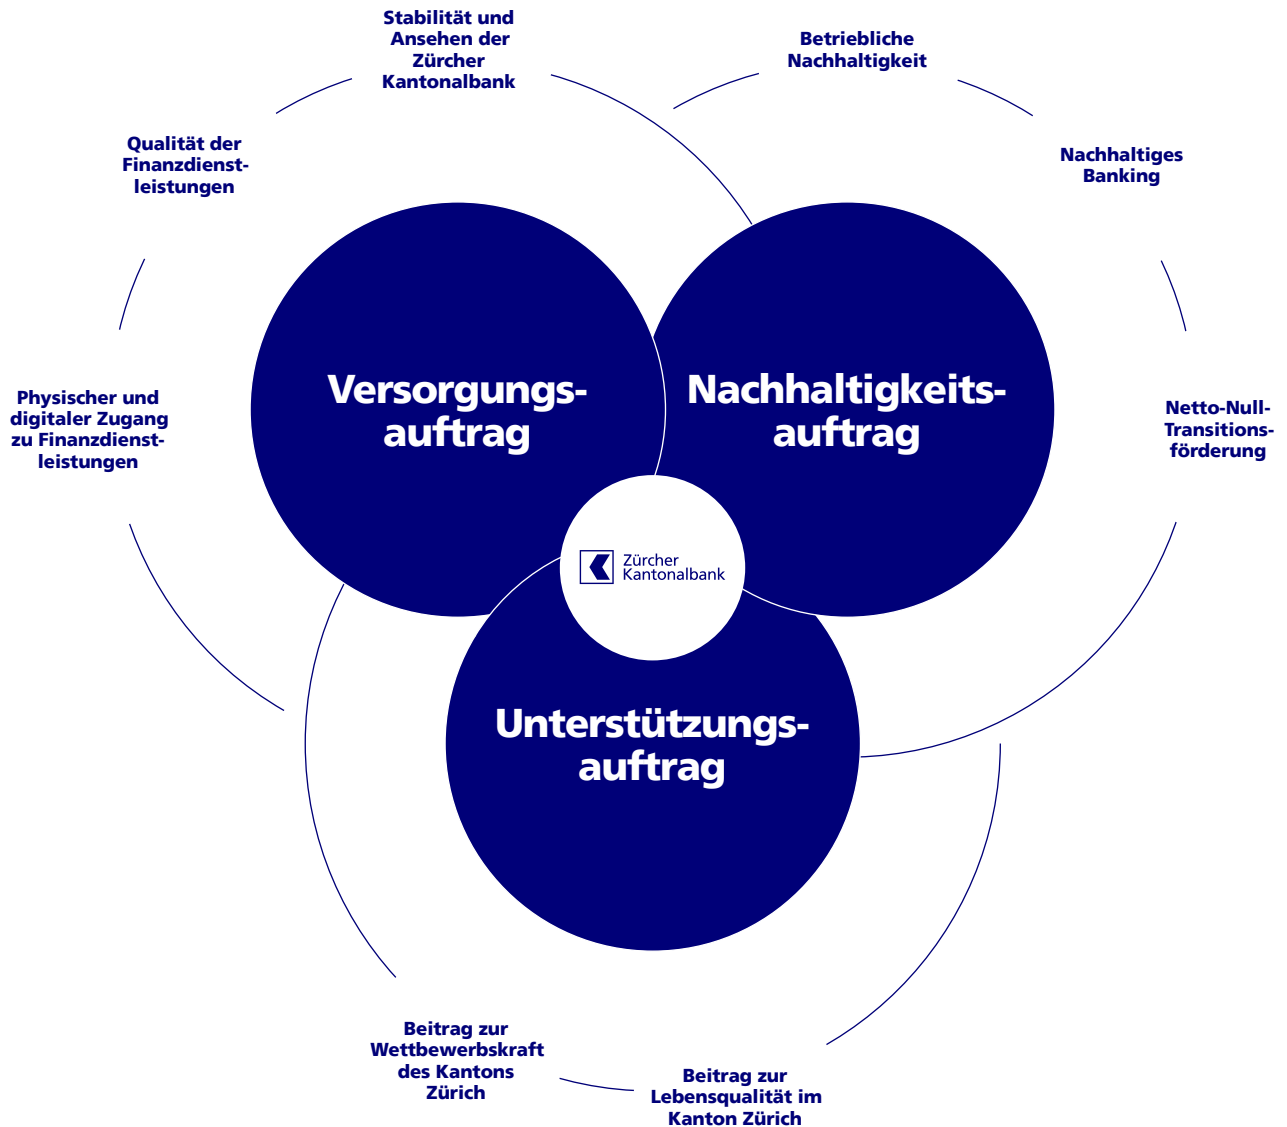 Stabilität und
Ansehen der
Zürcher
Kantonalbank
Betriebliche
Nachhaltigkeit
Qualität der
Finanzdienst-
leistungen
Nachhaltiges
Banking
Versorgungs-
auftrag
Nachhaltigkeits-
auftrag
Physischer und
digitaler Zugang
zu Finanzdienst-
leistungen
Netto-Null-
Transitions-
förderung
Zürcher
Kantonalbank
Unterstützungs-
auftrag
Beitrag zur
Wettbewerbskraft
des Kantons
Zürich
Beitrag zur
Lebensqualität im
Kanton Zürich